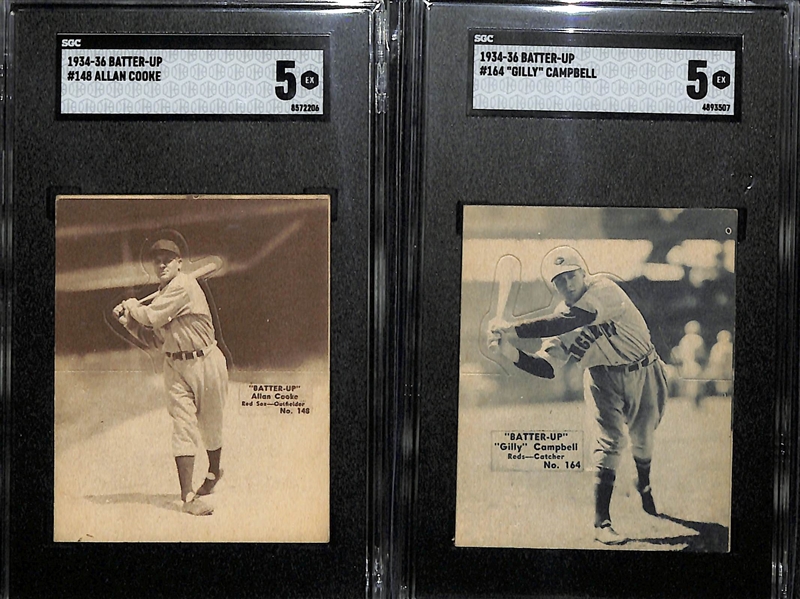 SGC
1934-36 BATTER-UP
#148 ALLAN COOKE
5 EX
8572206
"BATTER-UP"
Allan Cooke
Red Sox—Outfielder
No. 148
SGC
1934-36 BATTER-UP
#164 "GILLY" CAMPBELL
5 EX
4893507
"BATTER-UP"
"Gilly" Campbell
Reds—Catcher
No. 164